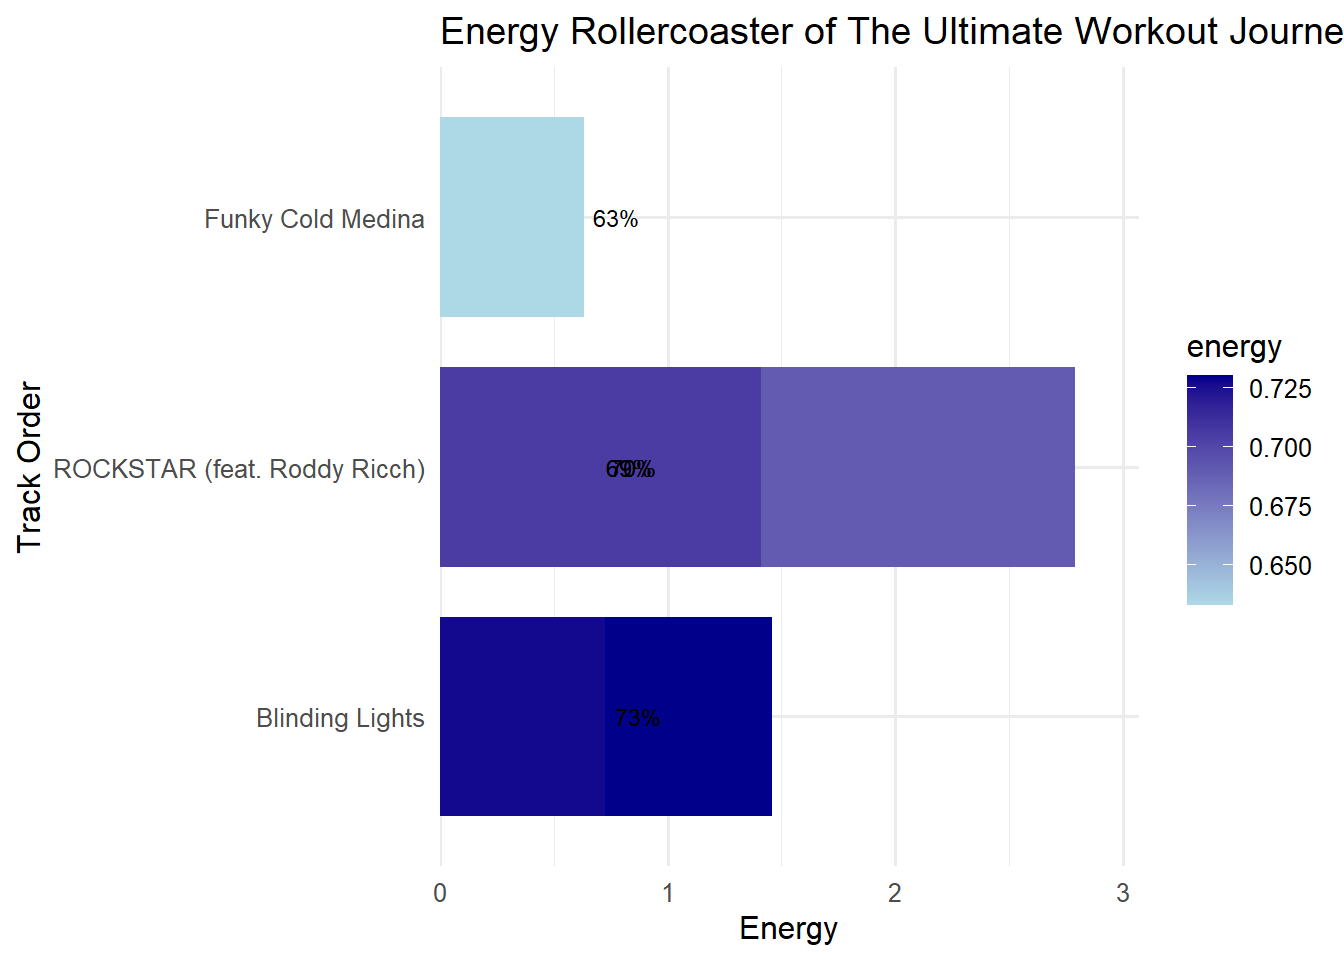 Energy Rollercoaster of The Ultimate Workout Journe
Track Order
Funky Cold Medina
63%
ROCKSTAR (feat. Roddy Ricch)
Blinding Lights
73%
0 1 2 3
Energy
energy
0.725
0.700
0.675
0.650